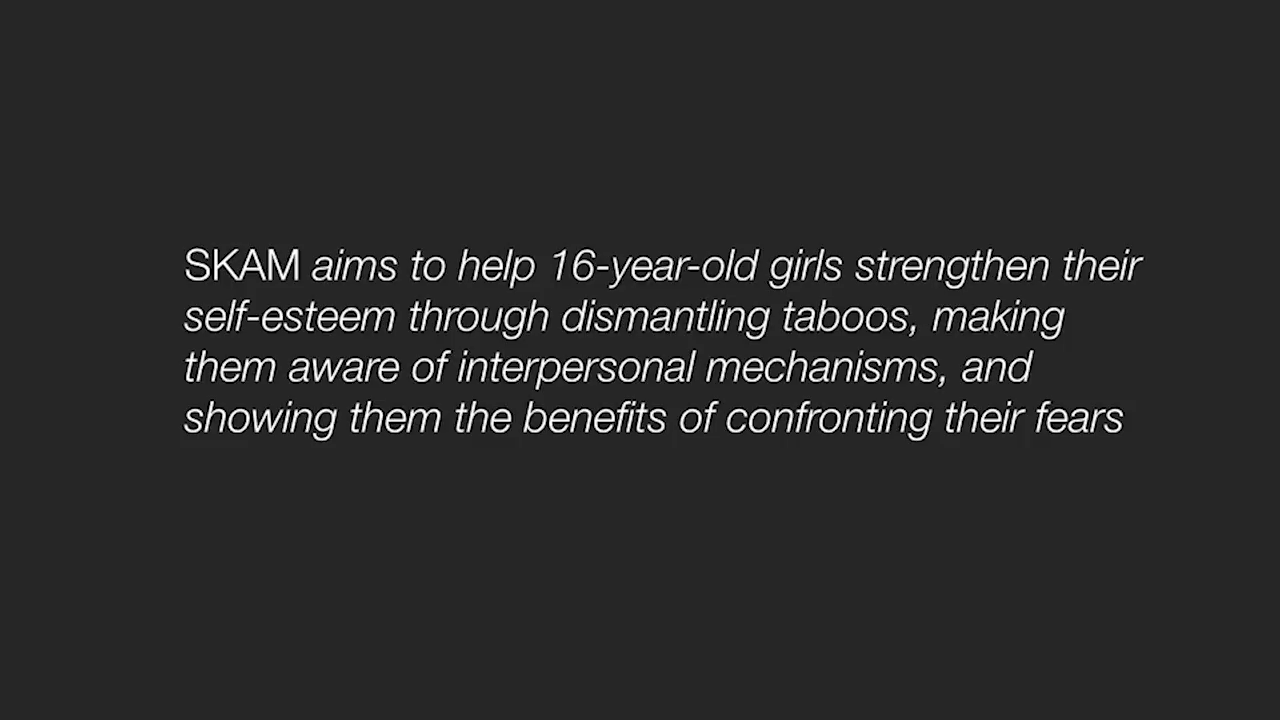 SKAM aims to help 16-year-old girls strengthen their
self-esteem through dismantling taboos, making
them aware of interpersonal mechanisms, and
showing them the benefits of confronting their fears